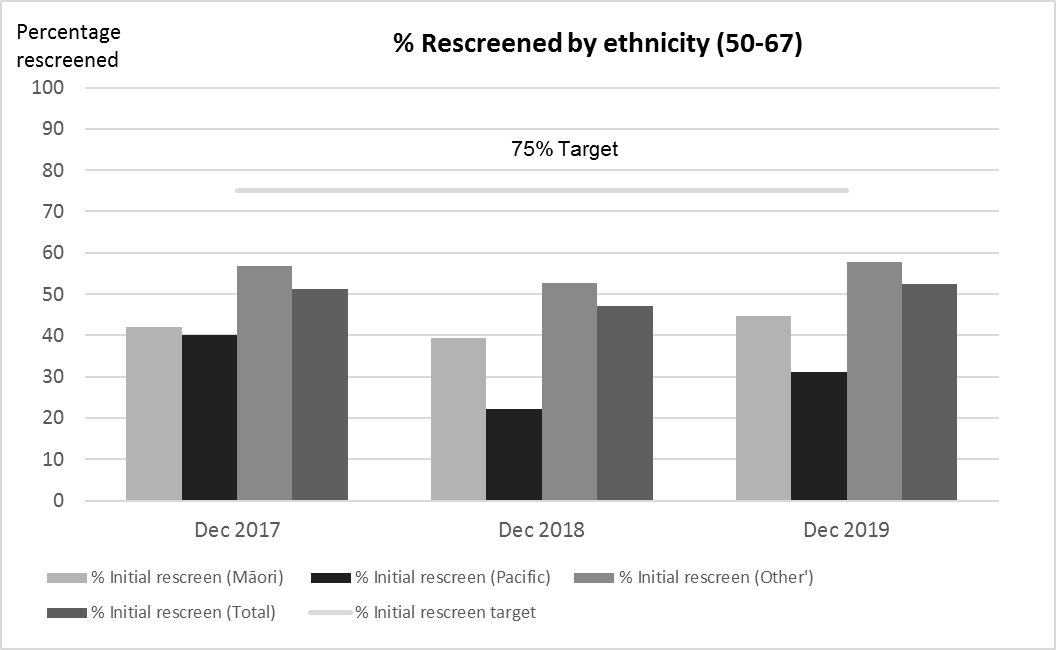 Percentage
rescreened
% Rescreened by ethnicity (50-67)
100
90
80
70
60
50
40
30
20
10
0
75% Target
Dec 2017
Dec 2018
Dec 2019
% Initial rescreen (Māori)
% Initial rescreen (Pacific)
% Initial rescreen (Other')
% Initial rescreen (Total)
% Initial rescreen target